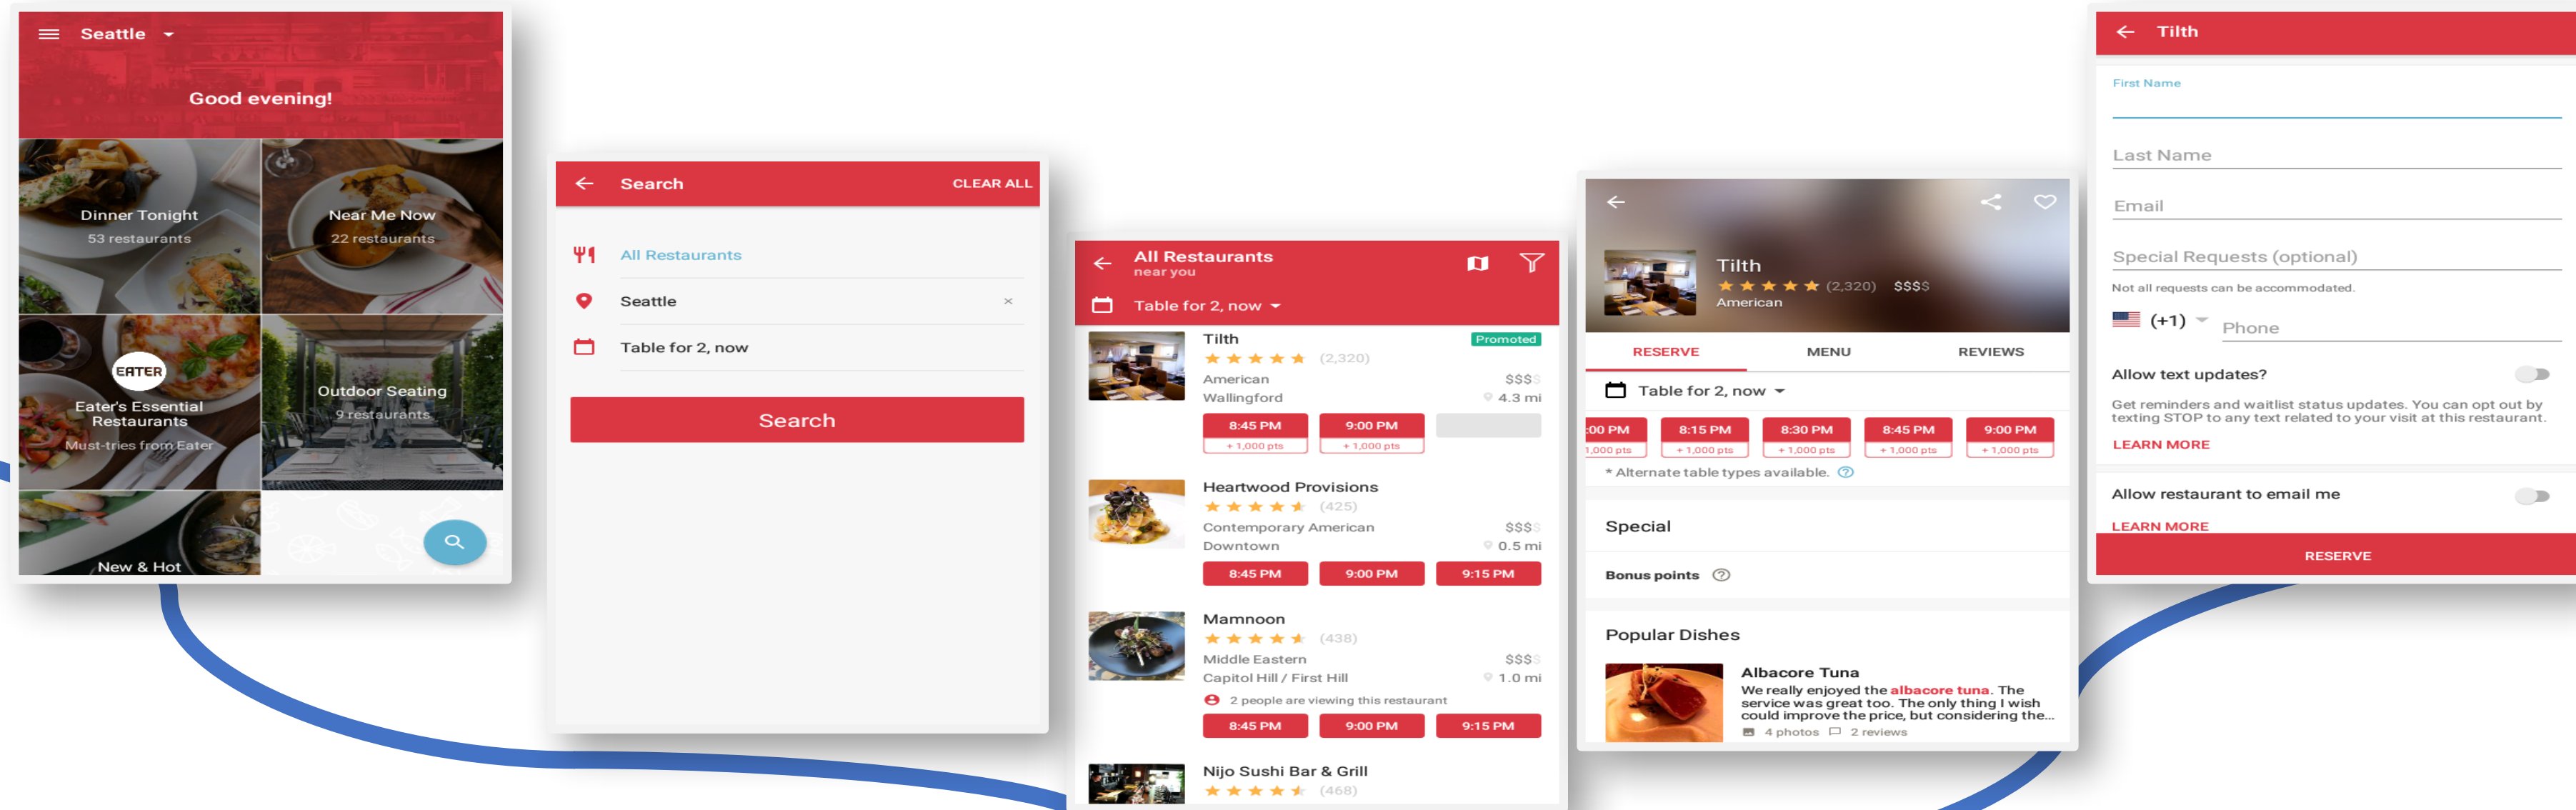 Seattle
Good evening!
Dinner Tonight
53 restaurants
Near Me Now
22 restaurants
EATER
Eater's Essential
Restaurants
Must-tries from Eater
Outdoor Seating
9 restaurants
New & Hot
Search
CLEAR ALL
All Restaurants
Seattle
×
Table for 2, now
Search
All Restaurants
near you
Table for 2, now
Tilth
Promoted
(2,320)
American
$$$$
Wallingford
4.3 mi
8:45 PM
+ 1,000 pts
9:00 PM
+ 1,000 pts
Heartwood Provisions
(425)
Contemporary American
$$$$
Downtown
0.5 mi
8:45 PM
9:00 PM
9:15 PM
Mamnoon
(438)
Middle Eastern
$$$$
Capitol Hill / First Hill
1.0 mi
2 people are viewing this restaurant
8:45 PM
9:00 PM
9:15 PM
Nijo Sushi Bar & Grill
(468)
Tilth
(2,320) $$$$
American
RESERVE
MENU
REVIEWS
Table for 2, now
:00 PM
1,000 pts
8:15 PM
+ 1,000 pts
8:30 PM
+ 1,000 pts
8:45 PM
+ 1,000 pts
9:00 PM
+ 1,000 pts
* Alternate table types available. ?
Special
Bonus points ?
Popular Dishes
Albacore Tuna
We really enjoyed the albacore tuna. The
service was great too. The only thing I wish
could improve the price, but considering the...
4 photos
2 reviews
Tilth
First Name
Last Name
Email
Special Requests (optional)
Not all requests can be accommodated.
(+1)
Phone
Allow text updates?
Get reminders and waitlist status updates. You can opt out by
texting STOP to any text related to your visit at this restaurant.
LEARN MORE
Allow restaurant to email me
LEARN MORE
RESERVE